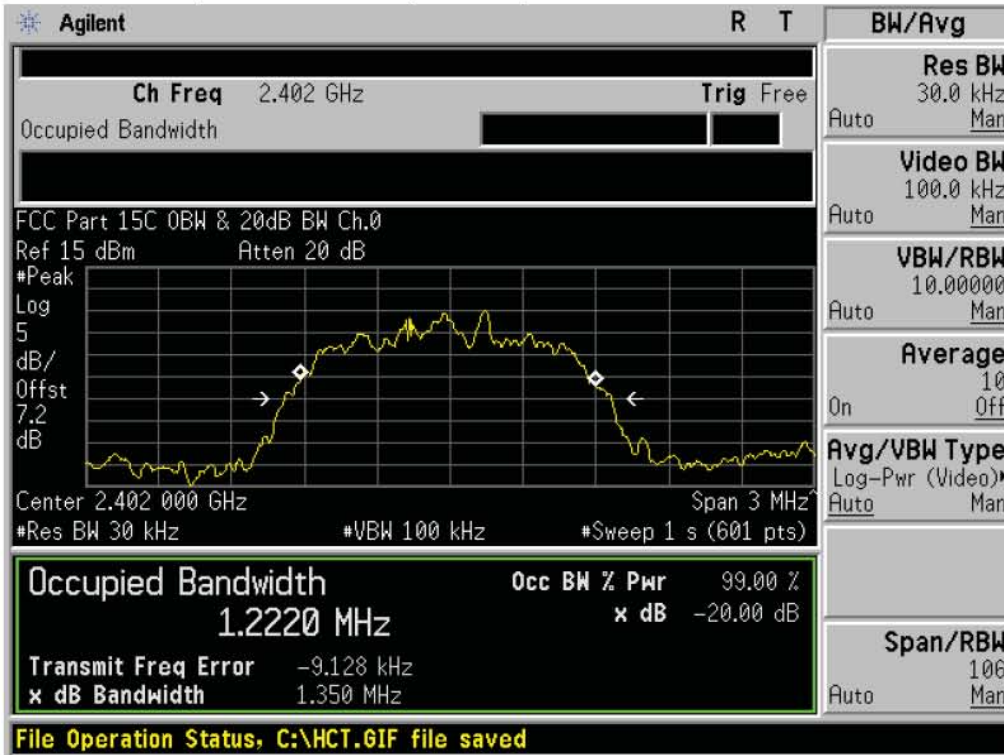 Agilent R T
Ch Freq 2.402 GHz Trig Free
Occupied Bandwidth
FCC Part 15C OBW & 20dB BW Ch.0
Ref 15 dBm Atten 20 dB
#Peak
Log
5
dB/
Offst
7.2
dB
Center 2.402 000 GHz Span 3 MHz^
#Res BW 30 kHz #VBW 100 kHz #Sweep 1 s (601 pts)
Occupied Bandwidth
1.2220 MHz
Occ BW % Pwr 99.00 %
x dB -20.00 dB
Transmit Freq Error -9.128 kHz
x dB Bandwidth 1.350 MHz
File Operation Status, C:\HCT.GIF file saved
BW/Avg
Res BW
30.0 kHz
Auto Man
Video BW
100.0 kHz
Auto Man
VBW/RBW
10.00000
Auto Man
Average
10
On Off
Avg/VBW Type
Log-Pwr (Video)
Auto Man
Span/RBW
106
Auto Man